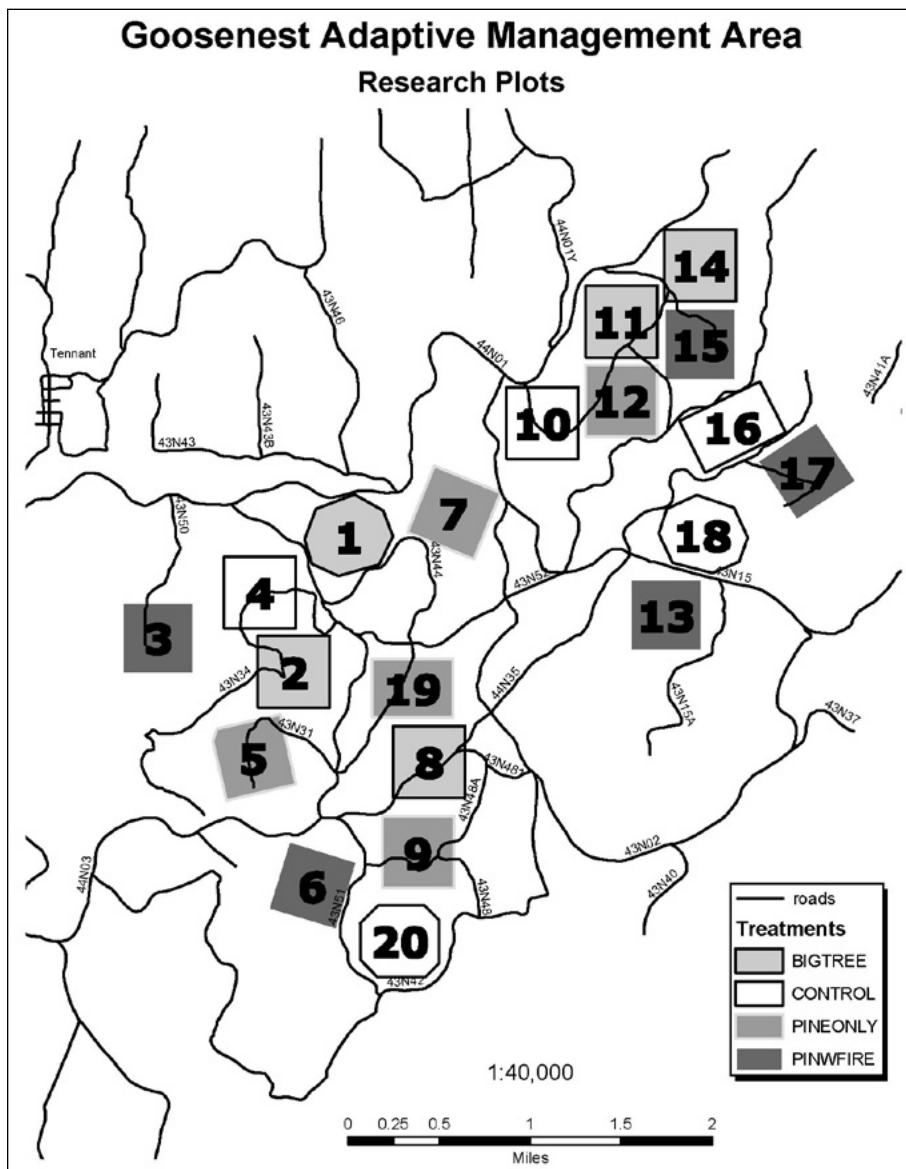 Goosenest Adaptive Management Area
Research Plots
44N01Y
14
11
43N46
15
Tennant
44N01
43N41A
12
10
16
43N43B
43N43
17
7
43N50
1
18
43N44
43N52
43N15
4
13
3
2
43N34
19
44N35
43N15A
43N37
43N31
5
8
43N481
43N48A
9
43N02
44N03
6
43N40
43N51
43N48
20
43N42
roads
Treatments
BIGTREE
CONTROL
PINEONLY
PINWFIRE
1:40,000
0 0.25 0.5 1 1.5 2
Miles